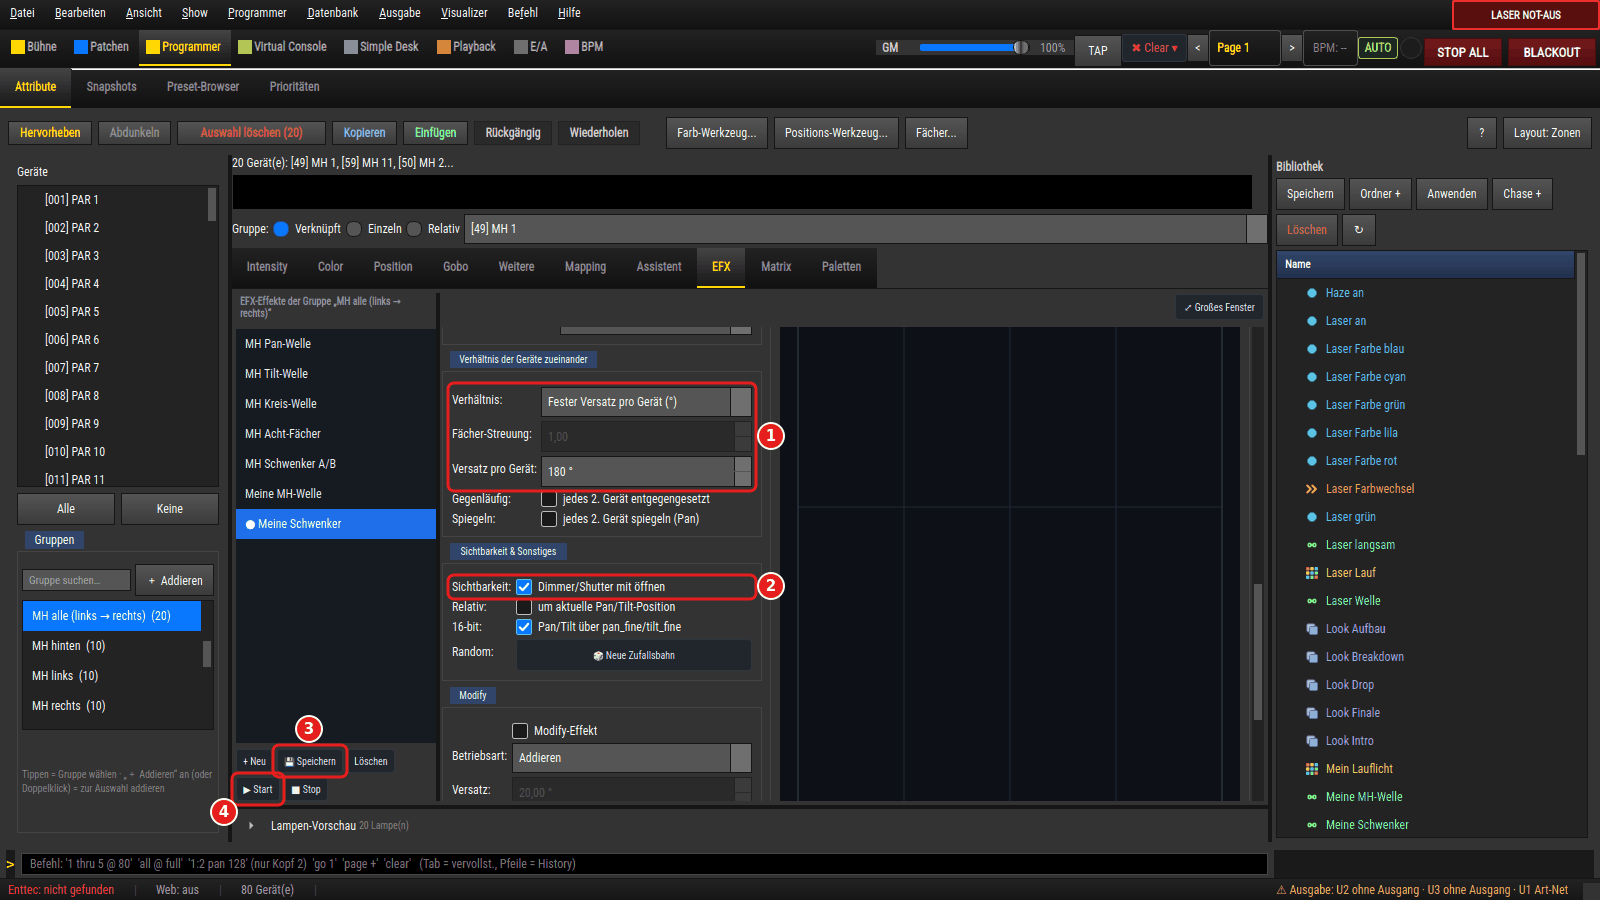 Datei Bearbeiten Ansicht Show Programmer Datenbank Ausgabe Visualizer Befehl Hilfe
LASER NOT-AUS
Bühne Patchen Programmer Virtual Console Simple Desk Playback E/A BPM
GM 100% TAP ✖ Clear ▾ < Page 1 > BPM: -- AUTO STOP ALL BLACKOUT
Attribute Snapshots Preset-Browser Prioritäten
Hervorheben Abdunkeln Auswahl löschen (20) Kopieren Einfügen Rückgängig Wiederholen Farb-Werkzeug... Positions-Werkzeug... Fächer... ? Layout: Zonen
Geräte
[001] PAR 1
[002] PAR 2
[003] PAR 3
[004] PAR 4
[005] PAR 5
[006] PAR 6
[007] PAR 7
[008] PAR 8
[009] PAR 9
[010] PAR 10
[011] PAR 11
Alle Keine
Gruppen
Gruppe suchen... + Addieren
MH alle (links → rechts) (20)
MH hinten (10)
MH links (10)
MH rechts (10)
Tippen = Gruppe wählen · „ + Addieren“ an (oder
Doppelklick) = zur Auswahl addieren
20 Gerät(e): [49] MH 1, [59] MH 11, [50] MH 2...
Gruppe: Verknüpft Einzeln Relativ [49] MH 1
Intensity Color Position Gobo Weitere Mapping Assistent EFX Matrix Paletten
EFX-Effekte der Gruppe „MH alle (links →
rechts)“
⤢ Großes Fenster
MH Pan-Welle
MH Tilt-Welle
MH Kreis-Welle
MH Acht-Fächer
MH Schwenker A/B
Meine MH-Welle
Meine Schwenker
+ Neu Speichern Löschen
▶ Start ■ Stop
3
4
Verhältnis der Geräte zueinander
Verhältnis: Fester Versatz pro Gerät (°)
Fächer-Streuung: 1,00
1
Versatz pro Gerät: 180 °
Gegenläufig: jedes 2. Gerät entgegengesetzt
Spiegeln: jedes 2. Gerät spiegeln (Pan)
Sichtbarkeit & Sonstiges
Sichtbarkeit: Dimmer/Shutter mit öffnen
2
Relativ: um aktuelle Pan/Tilt-Position
16-bit: Pan/Tilt über pan_fine/tilt_fine
Random: Neue Zufallsbahn
Modify
Modify-Effekt
Betriebsart: Addieren
Versatz: 20,00 °
Lampen-Vorschau 20 Lampe(n)
Bibliothek
Speichern Ordner + Anwenden Chase +
Löschen ↻
Name
Haze an
Laser an
Laser Farbe blau
Laser Farbe cyan
Laser Farbe grün
Laser Farbe lila
Laser Farbe rot
Laser Farbwechsel
Laser grün
Laser langsam
Laser Lauf
Laser Welle
Look Aufbau
Look Breakdown
Look Drop
Look Finale
Look Intro
Mein Lauflicht
Meine MH-Welle
Meine Schwenker
> Befehl: '1 thru 5 @ 80' 'all @ full' '1:2 pan 128' (nur Kopf 2) 'go 1' 'page +' 'clear' (Tab = vervollst., Pfeile = History)
Enttec: nicht gefunden Web: aus 80 Gerät(e) ⚠ Ausgabe: U2 ohne Ausgang · U3 ohne Ausgang · U1 Art-Net